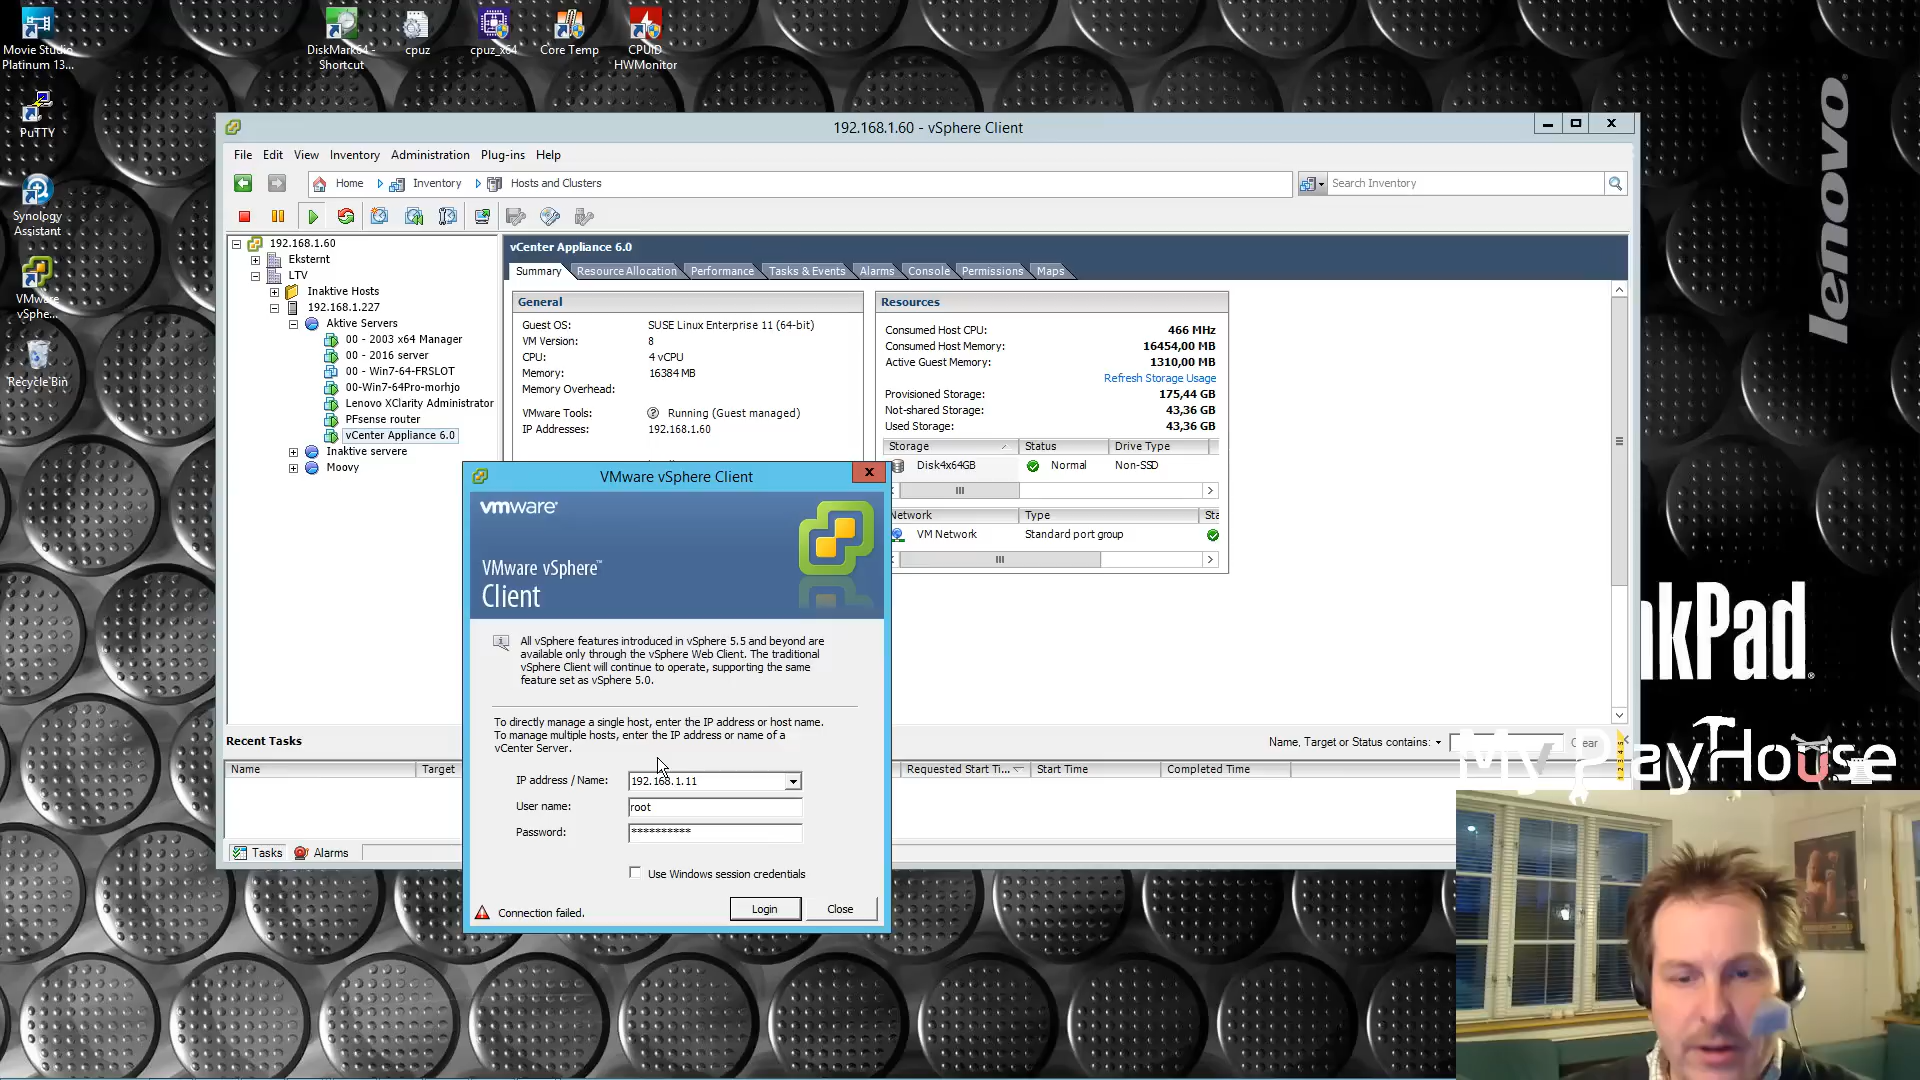 Movie Studio
Platinum 13...
DiskMark64 -
Shortcut
cpuz
cpuz_x64
Core Temp
CPUID
HWMonitor
PuTTY
Synology
Assistant
VMware
vSphe...
Recycle Bin
lenovo
192.168.1.60 - vSphere Client
File Edit View Inventory Administration Plug-ins Help
Home Inventory Hosts and Clusters
Search Inventory
192.168.1.60
Eksternt
LTV
Inaktive Hosts
192.168.1.227
Aktive Servers
00 - 2003 x64 Manager
00 - 2016 server
00 - Win7-64-FRSLOT
00-Win7-64Pro-morhjo
Lenovo XClarity Administrator
PFsense router
vCenter Appliance 6.0
Inaktive servere
Moovy
vCenter Appliance 6.0
Summary Resource Allocation Performance Tasks & Events Alarms Console Permissions Maps
General
Guest OS: SUSE Linux Enterprise 11 (64-bit)
VM Version: 8
CPU: 4 vCPU
Memory: 16384 MB
Memory Overhead:
VMware Tools: Running (Guest managed)
IP Addresses: 192.168.1.60
Resources
Consumed Host CPU: 466 MHz
Consumed Host Memory: 16454,00 MB
Active Guest Memory: 1310,00 MB
Refresh Storage Usage
Provisioned Storage: 175,44 GB
Not-shared Storage: 43,36 GB
Used Storage: 43,36 GB
Storage Status Drive Type
Disk4x64GB Normal Non-SSD
Network Type Sta
VM Network Standard port group
VMware vSphere Client
vmware
VMware vSphere™
Client
All vSphere features introduced in vSphere 5.5 and beyond are
available only through the vSphere Web Client. The traditional
vSphere Client will continue to operate, supporting the same
feature set as vSphere 5.0.
To directly manage a single host, enter the IP address or host name.
To manage multiple hosts, enter the IP address or name of a
vCenter Server.
IP address / Name: 192.168.1.11
User name: root
Password: **********
Use Windows session credentials
Connection failed.
Login Close
Recent Tasks
Name, Target or Status contains: Clear
Name Target Requested Start Ti... Start Time Completed Time
Tasks Alarms
nkPad
My PlayHouse